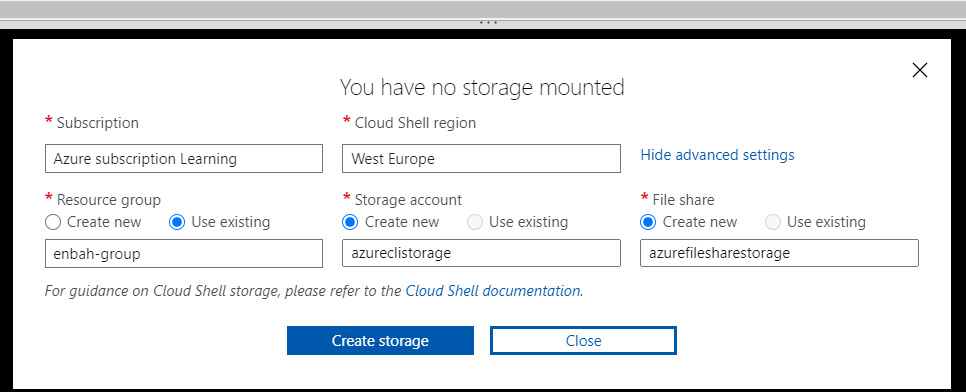 You have no storage mounted
* Subscription
* Cloud Shell region
Azure subscription Learning
West Europe
Hide advanced settings
* Resource group
* Storage account
* File share
Create new
Use existing
Create new
Use existing
Create new
Use existing
enbah-group
azureclistorage
azurefilesharestorage
For guidance on Cloud Shell storage, please refer to the Cloud Shell documentation.
Create storage
Close